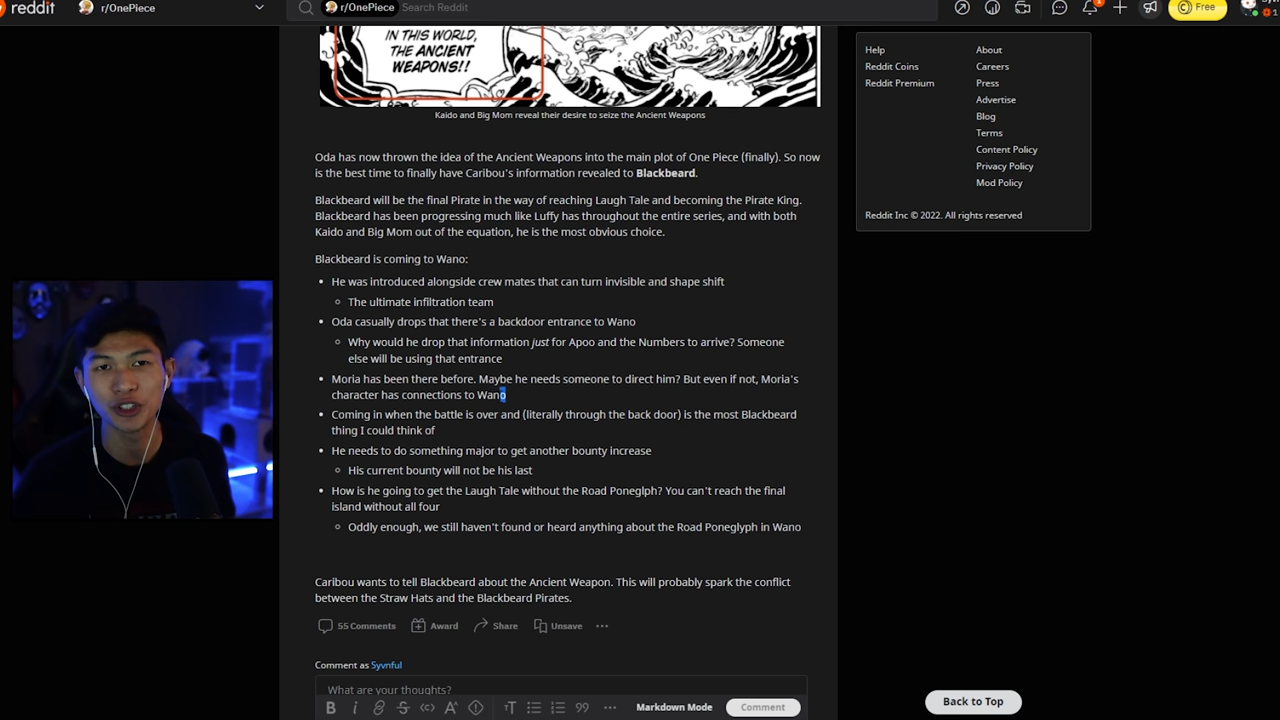 reddit
r/OnePiece
r/OnePiece
Search Reddit
1
Free
IN THIS WORLD,
THE ANCIENT
WEAPONS!!
Kaido and Big Mom reveal their desire to seize the Ancient Weapons
Oda has now thrown the idea of the Ancient Weapons into the main plot of One Piece (finally). So now
is the best time to finally have Caribou's information revealed to Blackbeard.
Blackbeard will be the final Pirate in the way of reaching Laugh Tale and becoming the Pirate King.
Blackbeard has been progressing much like Luffy has throughout the entire series, and with both
Kaido and Big Mom out of the equation, he is the most obvious choice.
Blackbeard is coming to Wano:
• He was introduced alongside crew mates that can turn invisible and shape shift
◦ The ultimate infiltration team
• Oda casually drops that there's a backdoor entrance to Wano
◦ Why would he drop that information just for Apoo and the Numbers to arrive? Someone
else will be using that entrance
• Moria has been there before. Maybe he needs someone to direct him? But even if not, Moria's
character has connections to Wano
• Coming in when the battle is over and (literally through the back door) is the most Blackbeard
thing I could think of
• He needs to do something major to get another bounty increase
◦ His current bounty will not be his last
• How is he going to get the Laugh Tale without the Road Poneglph? You can't reach the final
island without all four
◦ Oddly enough, we still haven't found or heard anything about the Road Poneglyph in Wano
Caribou wants to tell Blackbeard about the Ancient Weapon. This will probably spark the conflict
between the Straw Hats and the Blackbeard Pirates.
55 Comments Award Share Unsave
Comment as Syvnful
What are your thoughts?
Markdown Mode Comment
Help
Reddit Coins
Reddit Premium
About
Careers
Press
Advertise
Blog
Terms
Content Policy
Privacy Policy
Mod Policy
Reddit Inc © 2022. All rights reserved
Back to Top